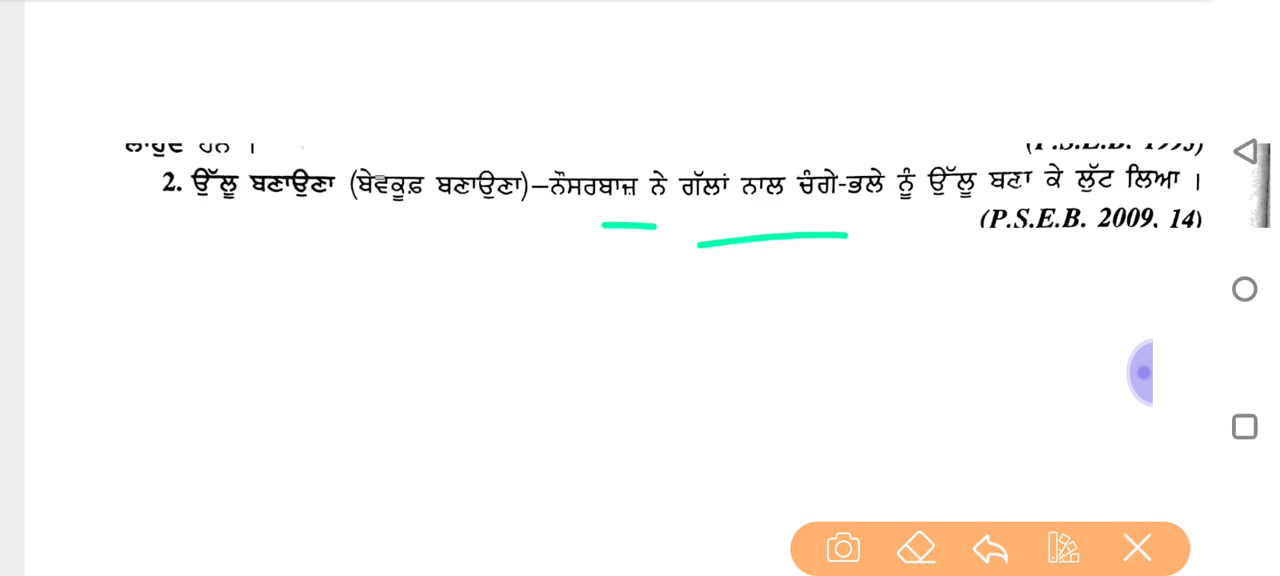 2. ਉੱਲੂ ਬਣਾਉਣਾ (ਬੇਵਕੂਫ਼ ਬਣਾਉਣਾ)–ਨੌਸਰਬਾਜ਼ ਨੇ ਗੱਲਾਂ ਨਾਲ ਚੰਗੇ-ਭਲੇ ਨੂੰ ਉੱਲੂ ਬਣਾ ਕੇ ਲੁੱਟ ਲਿਆ ।
(P.S.E.B. 2009, 14)